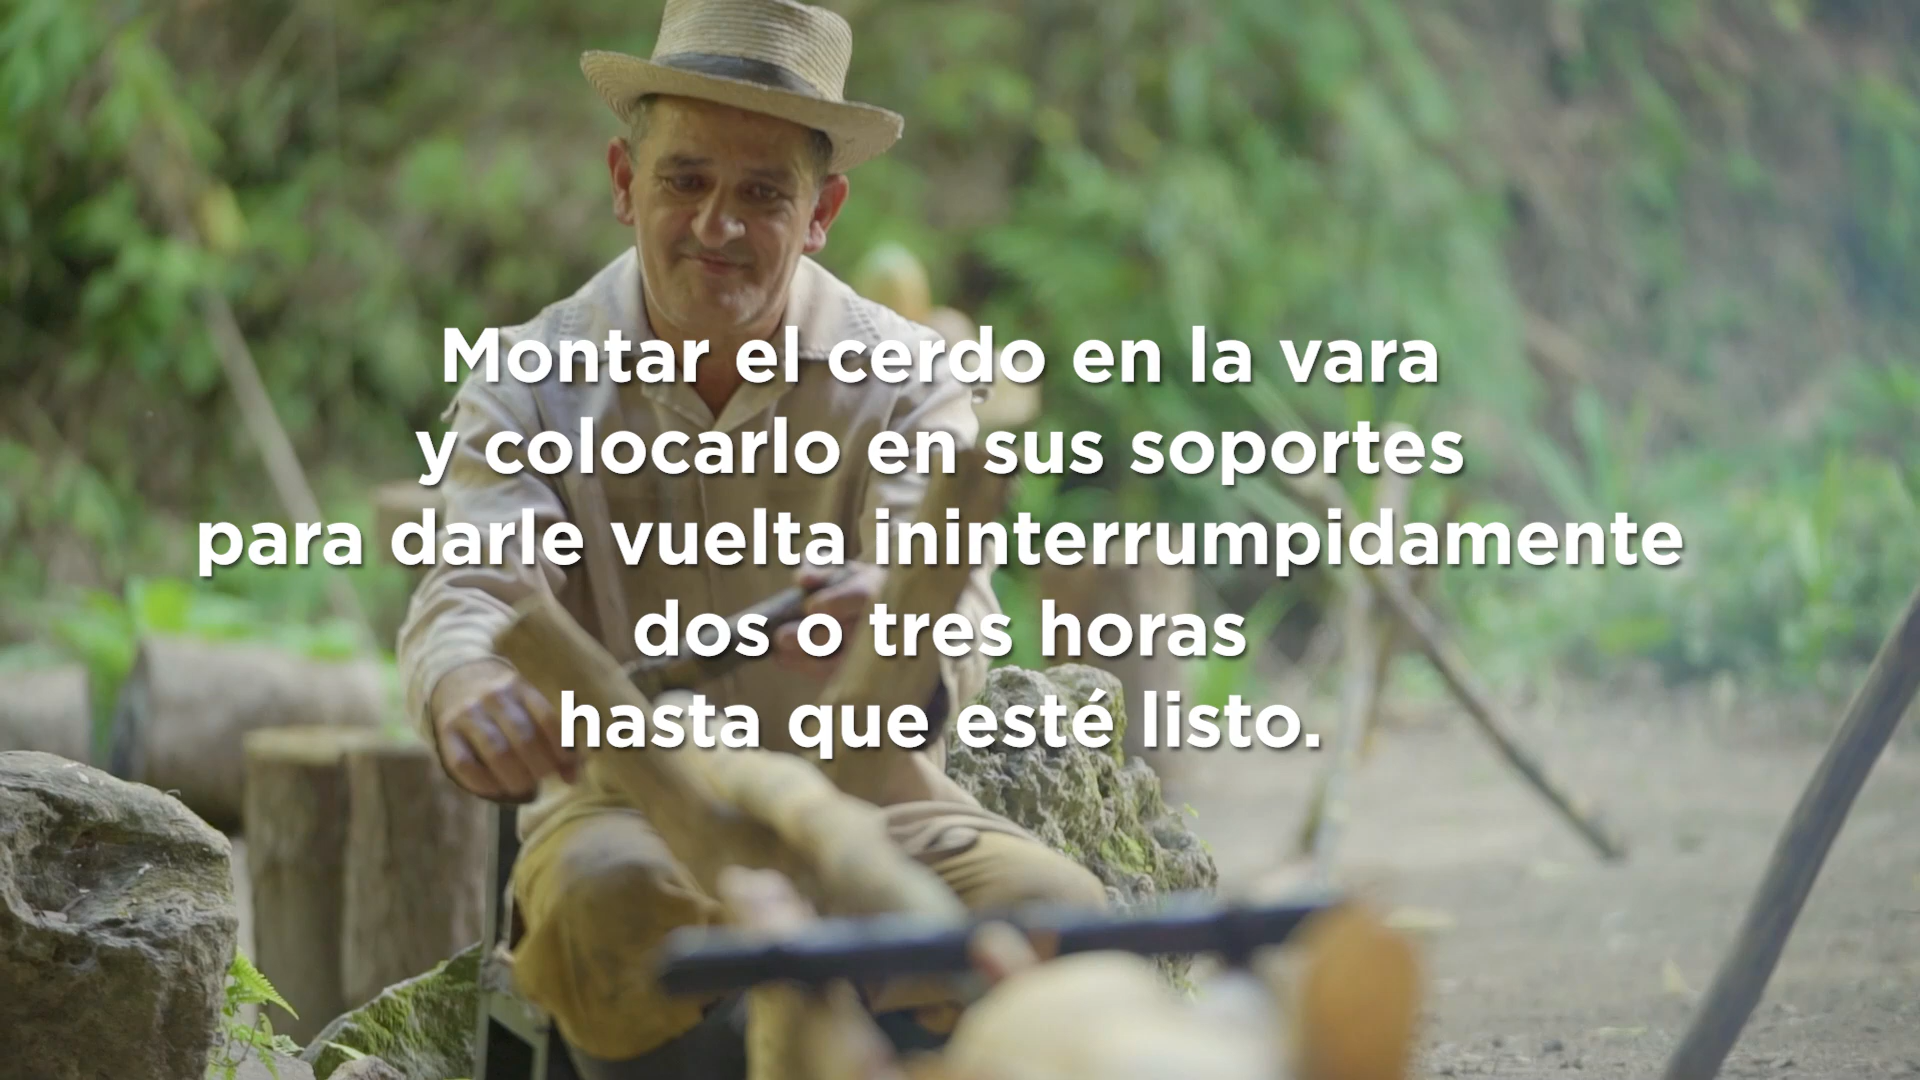 Montar el cerdo en la vara
y colocarlo en sus soportes
para darle vuelta ininterrumpidamente
dos o tres horas
hasta que esté listo.